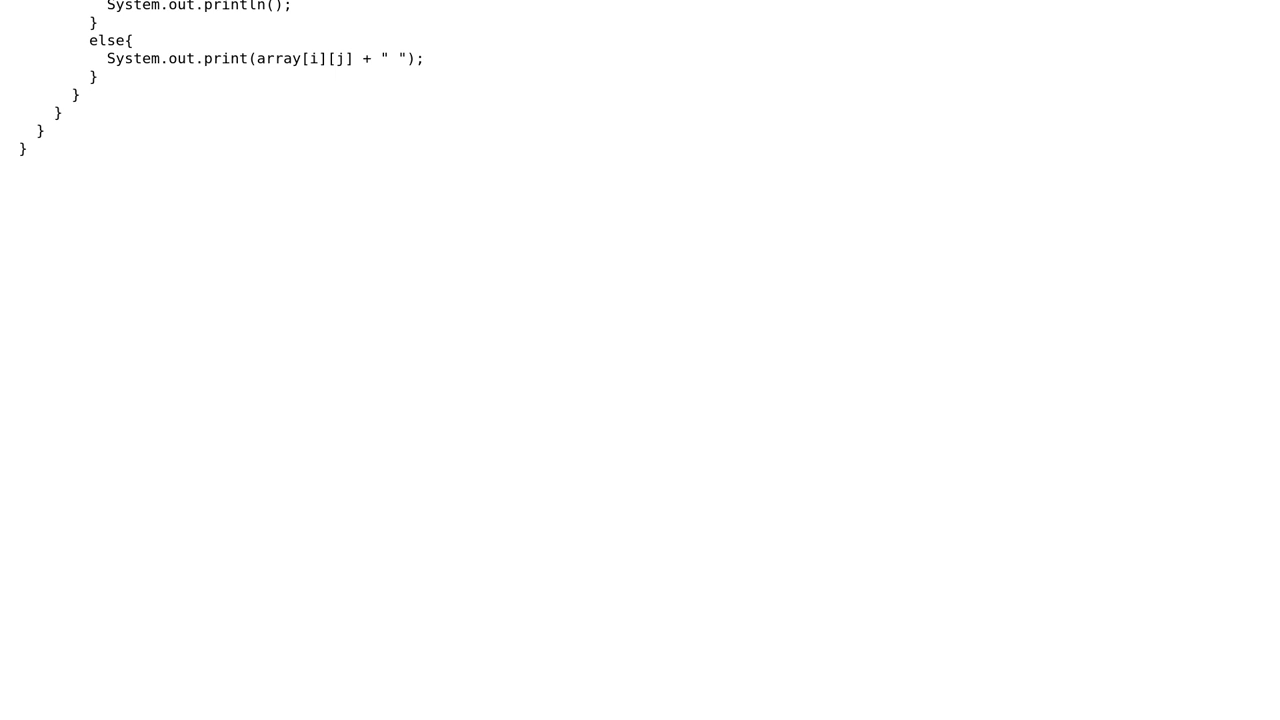 System.out.println();
          }
          else{
            System.out.print(array[i][j] + " ");
          }
        }
      }
    }
  }